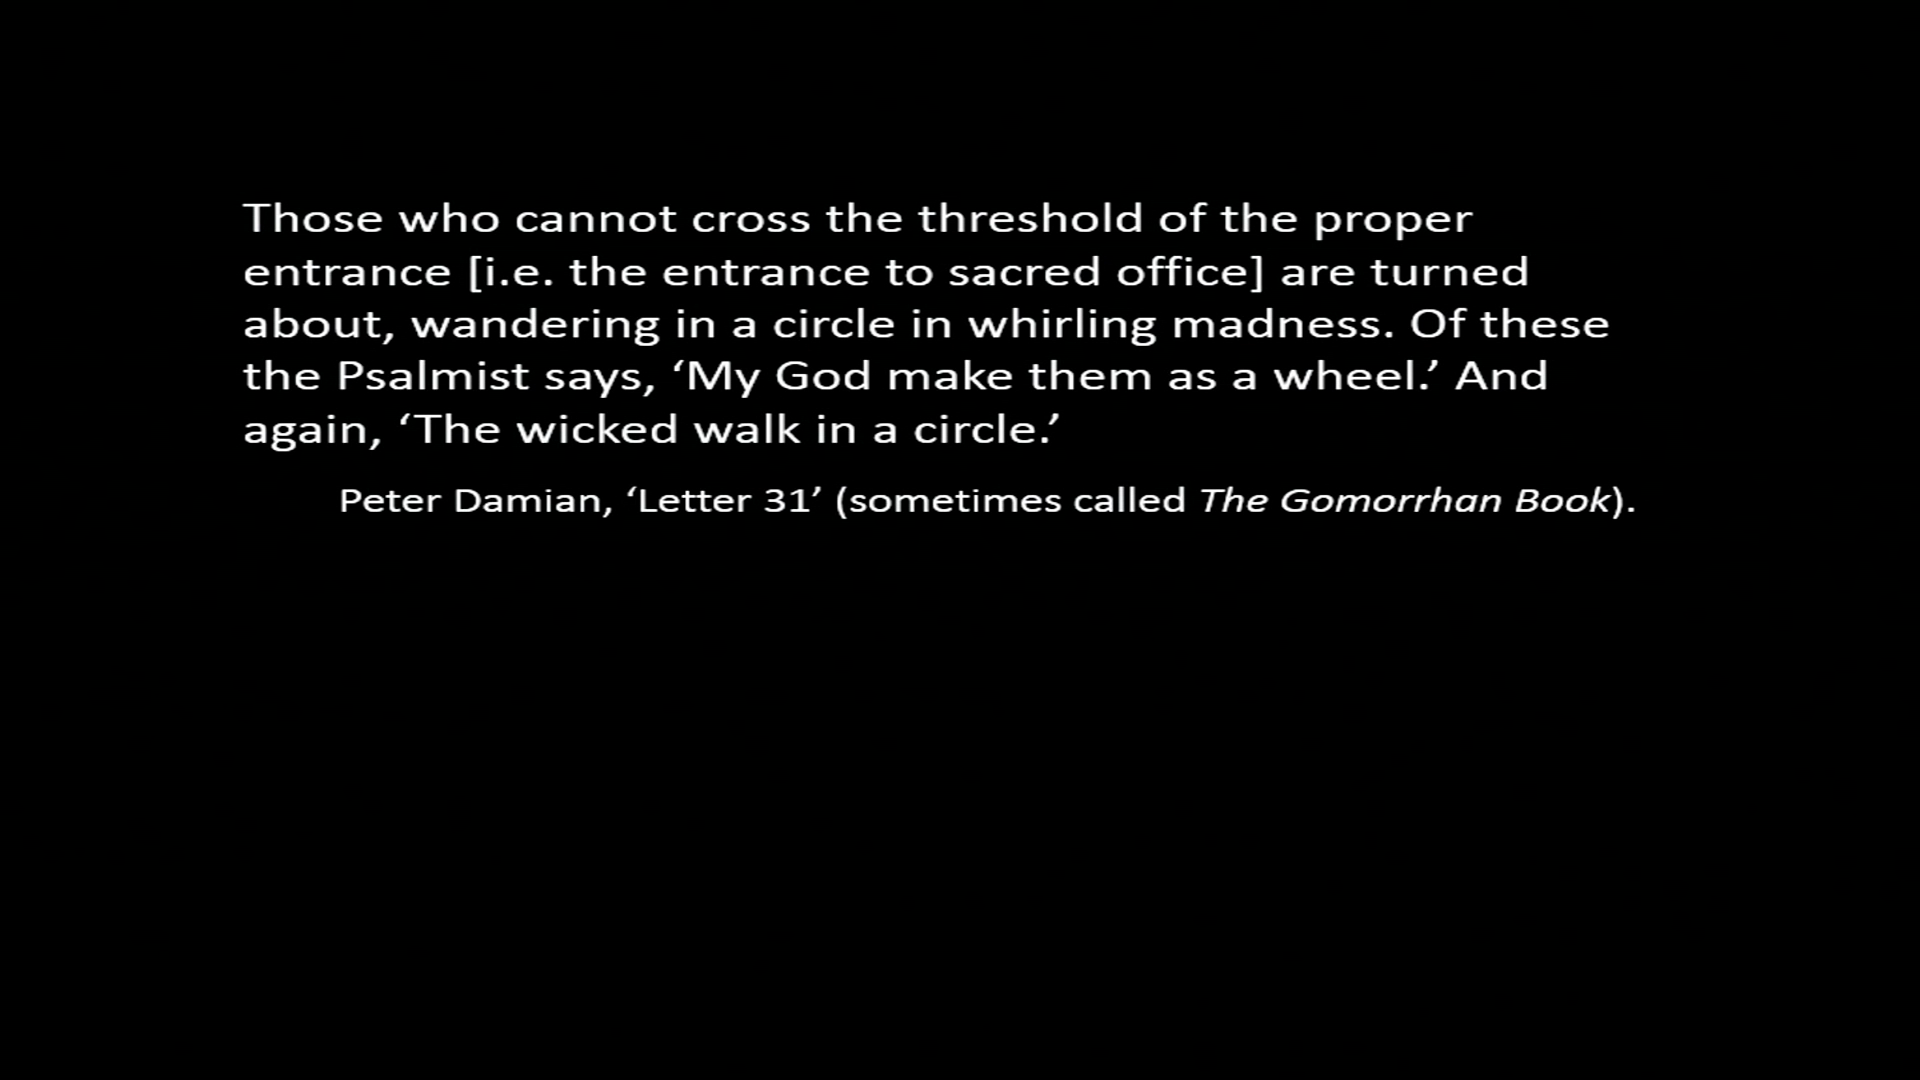 Those who cannot cross the threshold of the proper
entrance [i.e. the entrance to sacred office] are turned
about, wandering in a circle in whirling madness. Of these
the Psalmist says, ‘My God make them as a wheel.’ And
again, ‘The wicked walk in a circle.’
Peter Damian, ‘Letter 31’ (sometimes called The Gomorrhan Book).